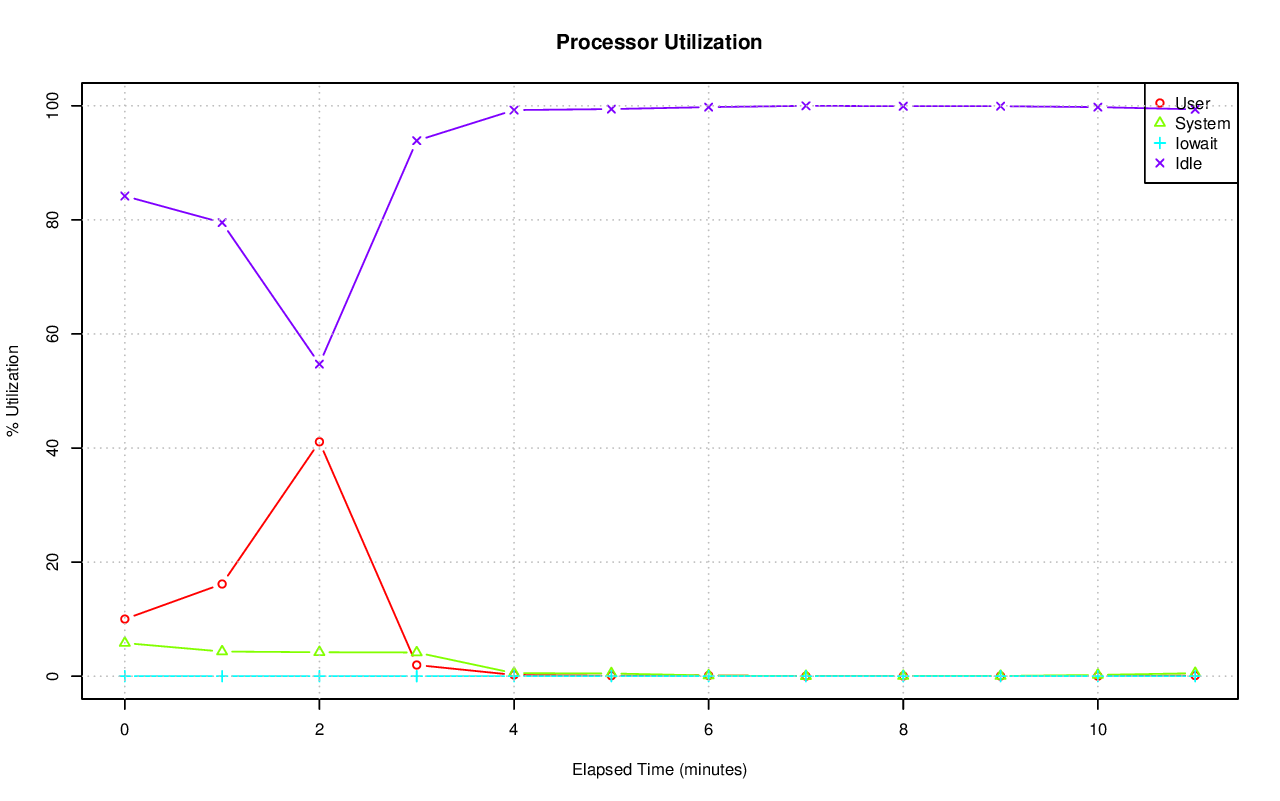 Processor Utilization
% Utilization
100
80
60
40
20
0
User
System
Iowait
Idle
0 2 4 6 8 10
Elapsed Time (minutes)